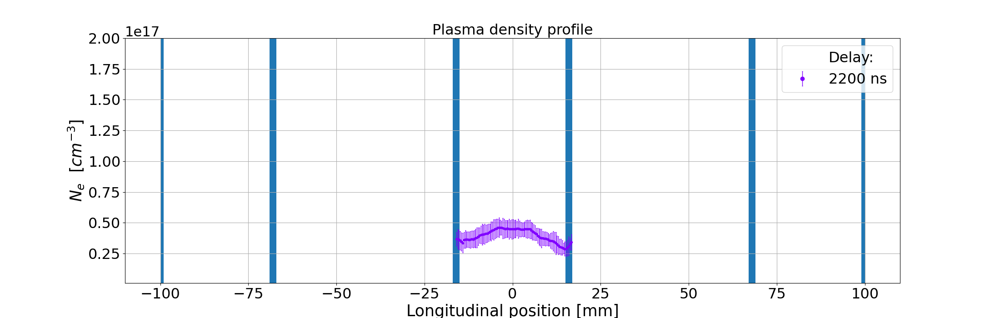 Plasma density profile
1e17
2.00
1.75
1.50
1.25
1.00
0.75
0.50
0.25
N_e [cm^{-3}]
Delay:
2200 ns
−100 −75 −50 −25 0 25 50 75 100
Longitudinal position [mm]